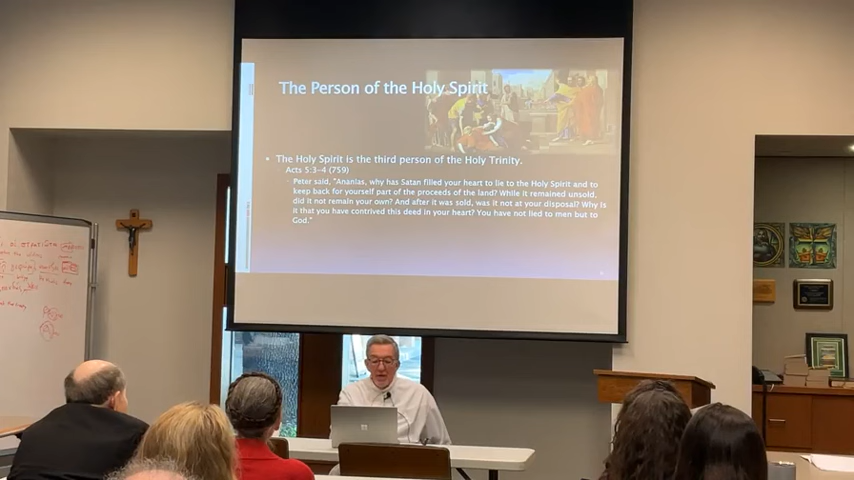 The Person of the Holy Spirit
• The Holy Spirit is the third person of the Holy Trinity.
Acts 5:3-4 (759)
Peter said, "Ananias, why has Satan filled your heart to lie to the Holy Spirit and to
keep back for yourself part of the proceeds of the land? While it remained unsold,
did it not remain your own? And after it was sold, was it not at your disposal? Why is
it that you have contrived this deed in your heart? You have not lied to men but to
God."